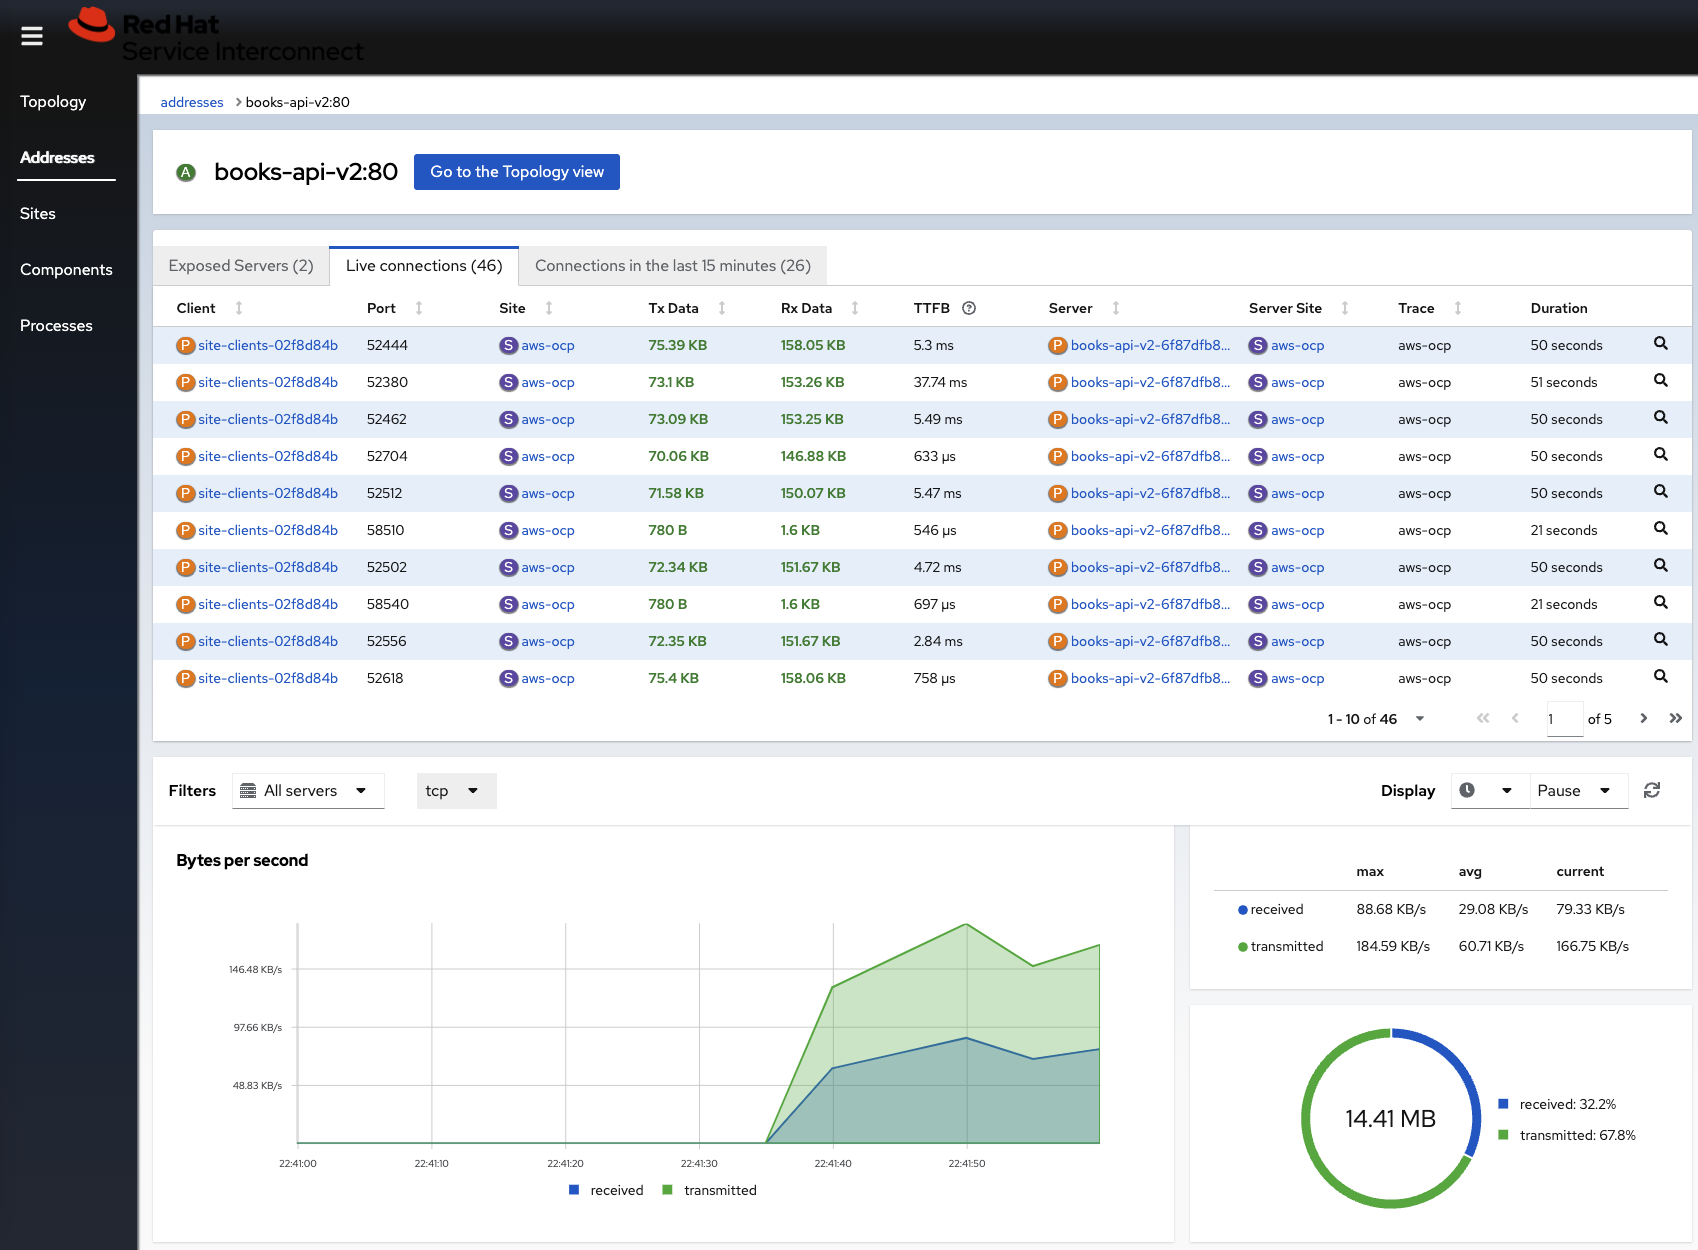 Red Hat
Service Interconnect
Topology
Addresses
Sites
Components
Processes
addresses > books-api-v2:80
A books-api-v2:80 Go to the Topology view
Exposed Servers (2) Live connections (46) Connections in the last 15 minutes (26)
Client Port Site Tx Data Rx Data TTFB ? Server Server Site Trace Duration
P site-clients-02f8d84b 52444 S aws-ocp 75.39 KB 158.05 KB 5.3 ms P books-api-v2-6f87dfb8... S aws-ocp aws-ocp 50 seconds
P site-clients-02f8d84b 52380 S aws-ocp 73.1 KB 153.26 KB 37.74 ms P books-api-v2-6f87dfb8... S aws-ocp aws-ocp 51 seconds
P site-clients-02f8d84b 52462 S aws-ocp 73.09 KB 153.25 KB 5.49 ms P books-api-v2-6f87dfb8... S aws-ocp aws-ocp 50 seconds
P site-clients-02f8d84b 52704 S aws-ocp 70.06 KB 146.88 KB 633 µs P books-api-v2-6f87dfb8... S aws-ocp aws-ocp 50 seconds
P site-clients-02f8d84b 52512 S aws-ocp 71.58 KB 150.07 KB 5.47 ms P books-api-v2-6f87dfb8... S aws-ocp aws-ocp 50 seconds
P site-clients-02f8d84b 58510 S aws-ocp 780 B 1.6 KB 546 µs P books-api-v2-6f87dfb8... S aws-ocp aws-ocp 21 seconds
P site-clients-02f8d84b 52502 S aws-ocp 72.34 KB 151.67 KB 4.72 ms P books-api-v2-6f87dfb8... S aws-ocp aws-ocp 50 seconds
P site-clients-02f8d84b 58540 S aws-ocp 780 B 1.6 KB 697 µs P books-api-v2-6f87dfb8... S aws-ocp aws-ocp 21 seconds
P site-clients-02f8d84b 52556 S aws-ocp 72.35 KB 151.67 KB 2.84 ms P books-api-v2-6f87dfb8... S aws-ocp aws-ocp 50 seconds
P site-clients-02f8d84b 52618 S aws-ocp 75.4 KB 158.06 KB 758 µs P books-api-v2-6f87dfb8... S aws-ocp aws-ocp 50 seconds
1 - 10 of 46 1 of 5
Filters All servers tcp Display Pause
Bytes per second
146.48 KB/s
97.66 KB/s
48.83 KB/s
22:41:00 22:41:10 22:41:20 22:41:30 22:41:40 22:41:50
received transmitted
max avg current
received 88.68 KB/s 29.08 KB/s 79.33 KB/s
transmitted 184.59 KB/s 60.71 KB/s 166.75 KB/s
14.41 MB
received: 32.2%
transmitted: 67.8%